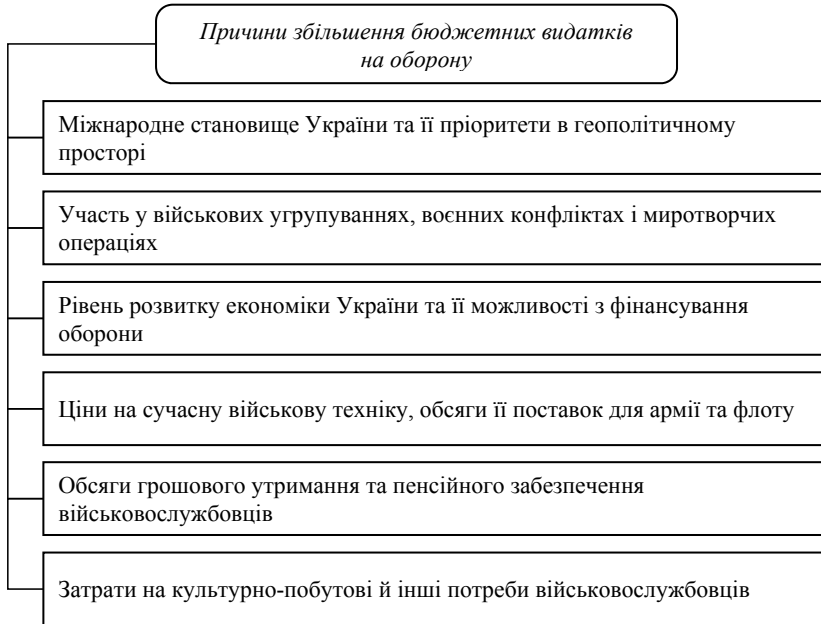 Причини збільшення бюджетних видатків
на оборону
Міжнародне становище України та її пріоритети в геополітичному
просторі
Участь у військових угрупуваннях, воєнних конфліктах і миротворчих
операціях
Рівень розвитку економіки України та її можливості з фінансування
оборони
Ціни на сучасну військову техніку, обсяги її поставок для армії та флоту
Обсяги грошового утримання та пенсійного забезпечення
військовослужбовців
Затрати на культурно-побутові й інші потреби військовослужбовців